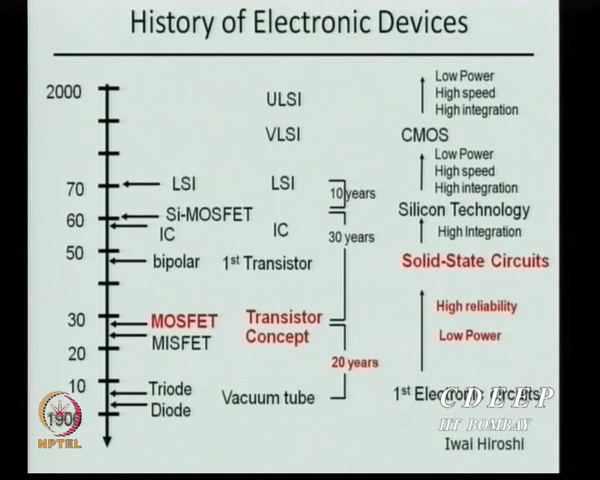 History of Electronic Devices
2000
ULSI
VLSI
CMOS
Low Power
High speed
High integration
Low Power
High speed
High integration
70
LSI
LSI
10 years
Silicon Technology
60
Si-MOSFET
IC
IC
30 years
High Integration
50
bipolar
1st Transistor
Solid-State Circuits
30
MOSFET
MISFET
Transistor
Concept
High reliability
Low Power
20
20 years
10
Triode
Diode
Vacuum tube
1st Electronic circuits
1900
NPTEL
CDEEP
IIT BOMBAY
Iwai Hiroshi